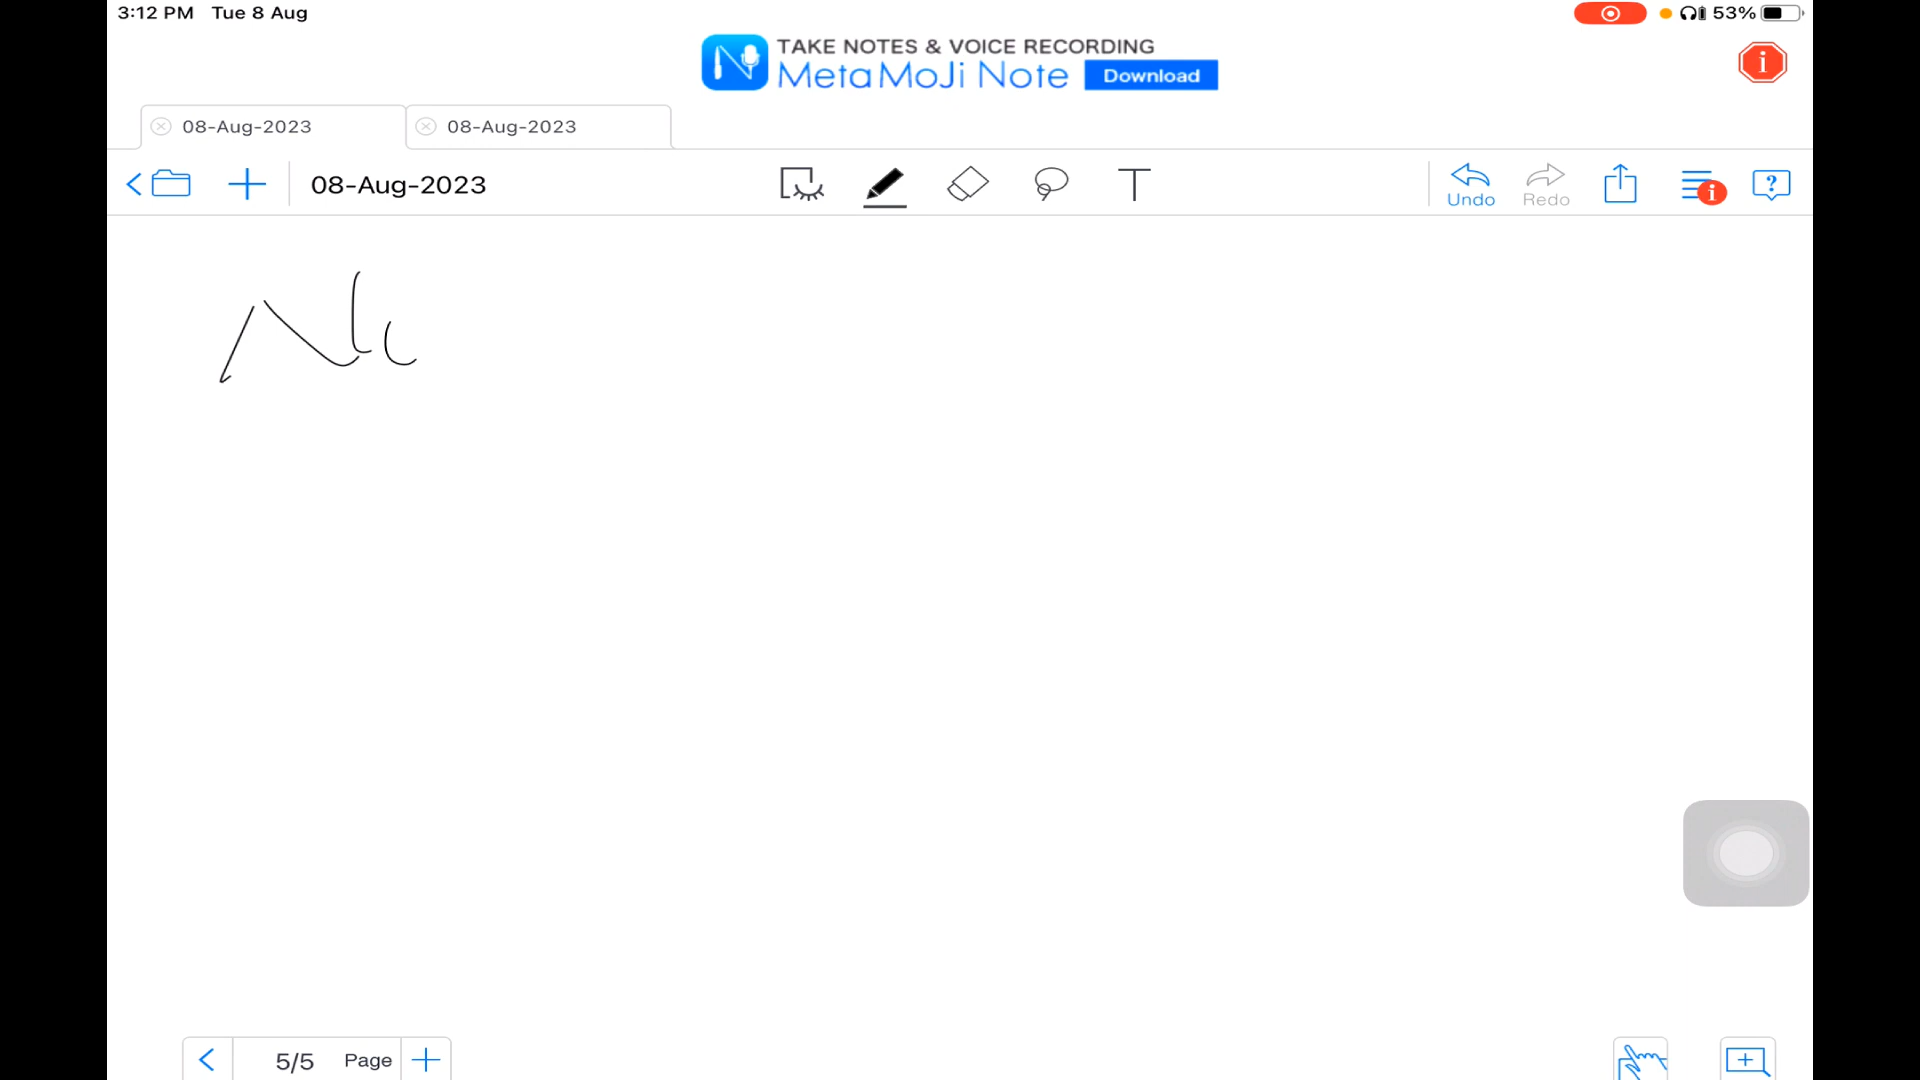 3:12 PM Tue 8 Aug 53%
TAKE NOTES & VOICE RECORDING
MetaMoJi Note Download
08-Aug-2023 08-Aug-2023
08-Aug-2023 T Undo Redo
5/5 Page